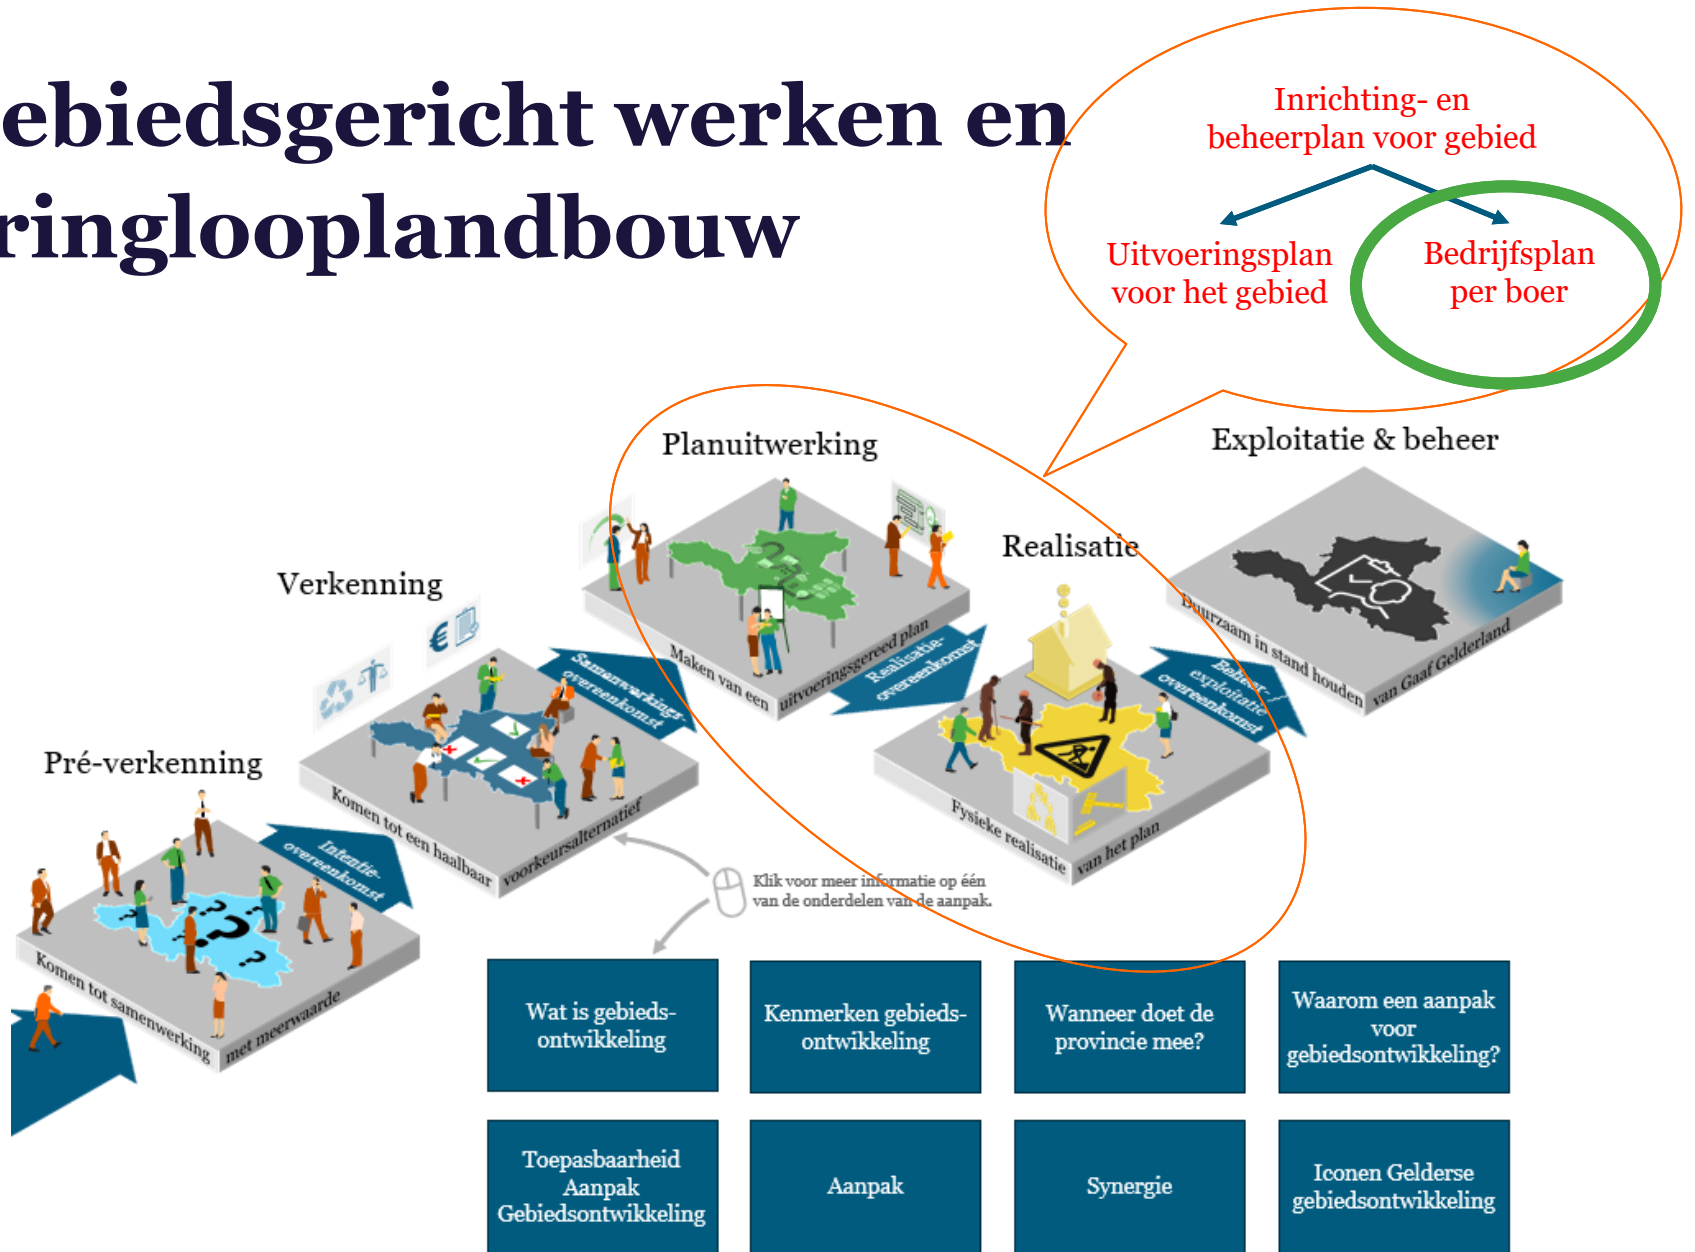 ebiedsgericht werken en
ringlooplandbouw
Inrichting- en
beheerplan voor gebied
Uitvoeringsplan
voor het gebied
Bedrijfsplan
per boer
Planuitwerking
Exploitatie & beheer
Realisatie
Verkenning
Pré-verkenning
Maken van een
uitvoeringsgereed plan
Realisatie-
overeenkomst
Duurzaam in stand houden
van Gaaf Gelderland
Samenwerkings-
overeenkomst
Beheer-/
exploitatie
overeenkomst
Komen tot een haalbaar
voorkeursalternatief
Fysieke realisatie
van het plan
Intentie-
overeenkomst
Komen tot samenwerking
met meerwaarde
Klik voor meer informatie op één
van de onderdelen van de aanpak.
Wat is gebieds-
ontwikkeling
Kenmerken gebieds-
ontwikkeling
Wanneer doet de
provincie mee?
Waarom een aanpak
voor
gebiedsontwikkeling?
Toepasbaarheid
Aanpak
Gebiedsontwikkeling
Aanpak
Synergie
Iconen Gelderse
gebiedsontwikkeling